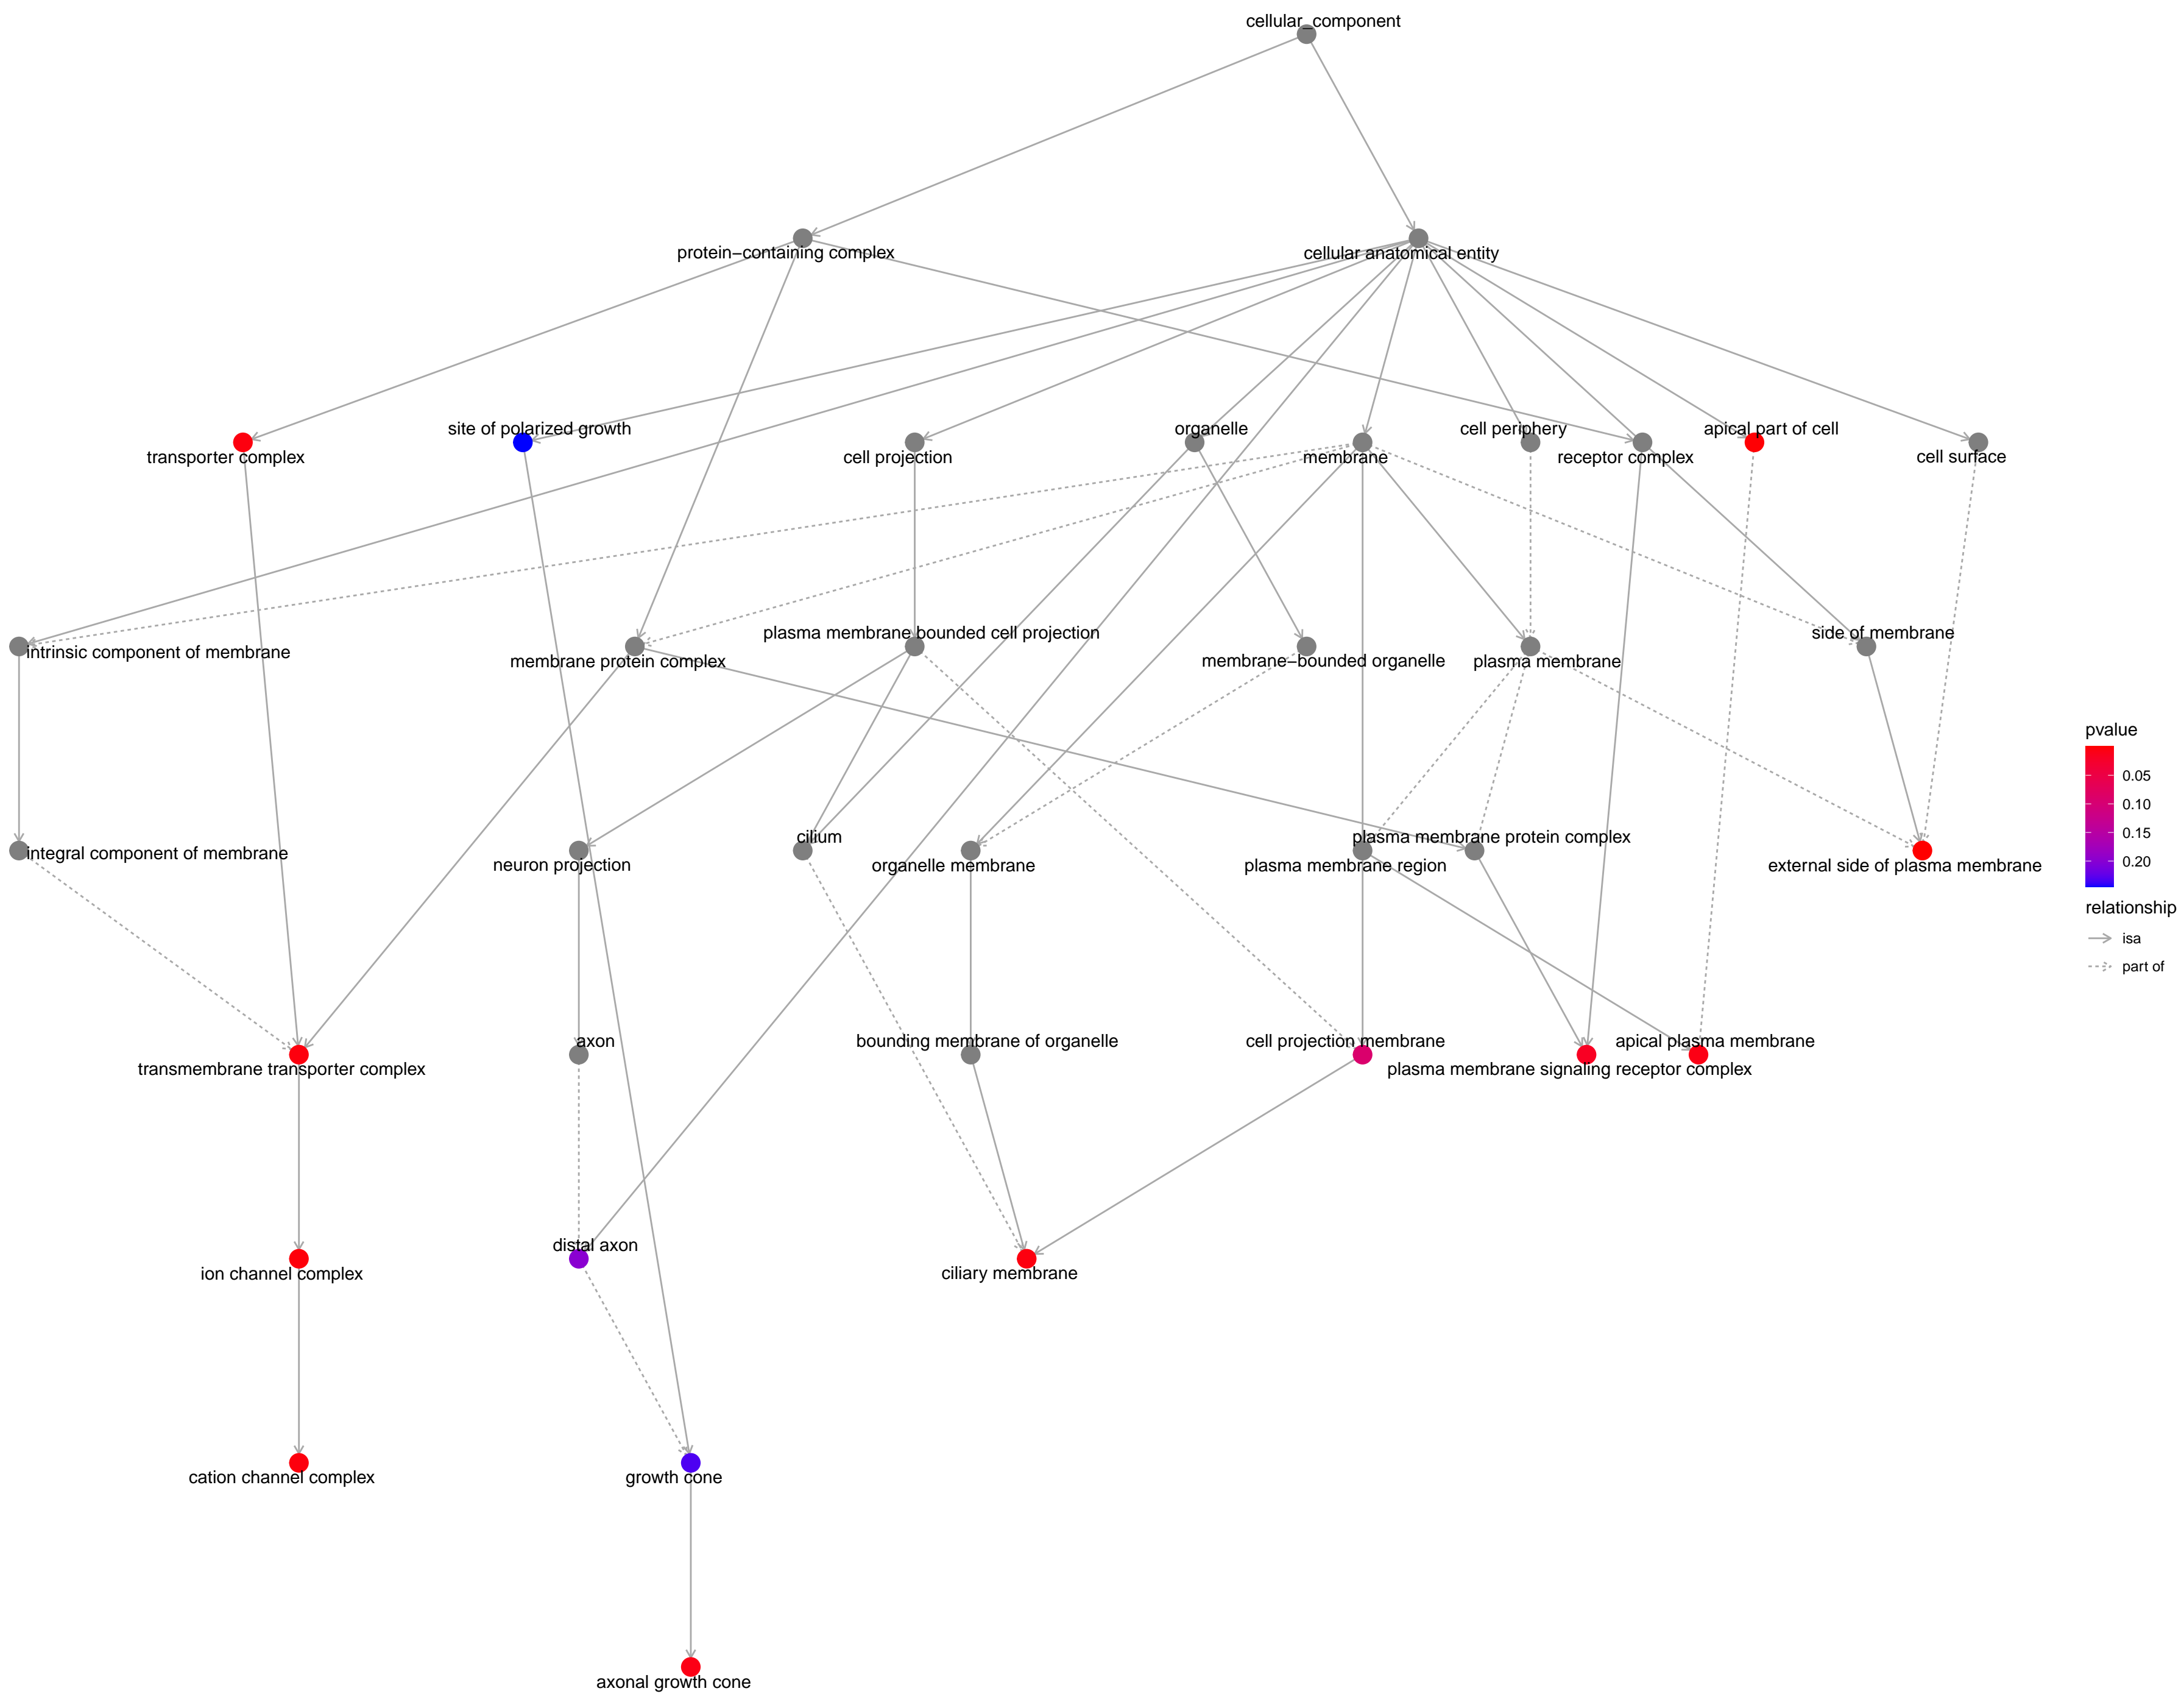 cellular_component
protein−containing complex
cellular anatomical entity
transporter complex
site of polarized growth
cell projection
organelle
membrane
cell periphery
receptor complex
apical part of cell
cell surface
intrinsic component of membrane
membrane protein complex
plasma membrane bounded cell projection
membrane−bounded organelle
plasma membrane
side of membrane
integral component of membrane
neuron projection
cilium
organelle membrane
plasma membrane region
plasma membrane protein complex
external side of plasma membrane
transmembrane transporter complex
axon
bounding membrane of organelle
cell projection membrane
plasma membrane signaling receptor complex
apical plasma membrane
ion channel complex
distal axon
ciliary membrane
cation channel complex
growth cone
axonal growth cone
pvalue
0.05
0.10
0.15
0.20
relationship
isa
part of